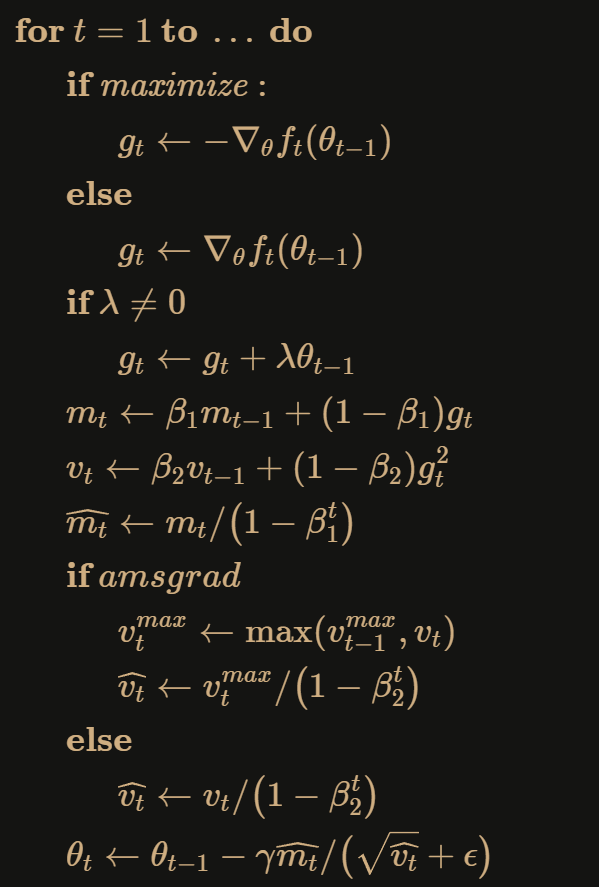 for t = 1 to … do
if maximize :
g_t ← −∇_θ f_t(θ_{t−1})
else
g_t ← ∇_θ f_t(θ_{t−1})
if λ ≠ 0
g_t ← g_t + λθ_{t−1}
m_t ← β_1 m_{t−1} + (1 − β_1)g_t
v_t ← β_2 v_{t−1} + (1 − β_2)g_t^2
\widehat{m_t} ← m_t/(1 − β_1^t)
if amsgrad
v_t^{max} ← max(v_{t−1}^{max}, v_t)
\widehat{v_t} ← v_t^{max}/(1 − β_2^t)
else
\widehat{v_t} ← v_t/(1 − β_2^t)
θ_t ← θ_{t−1} − γ\widehat{m_t}/(√\widehat{v_t} + ϵ)